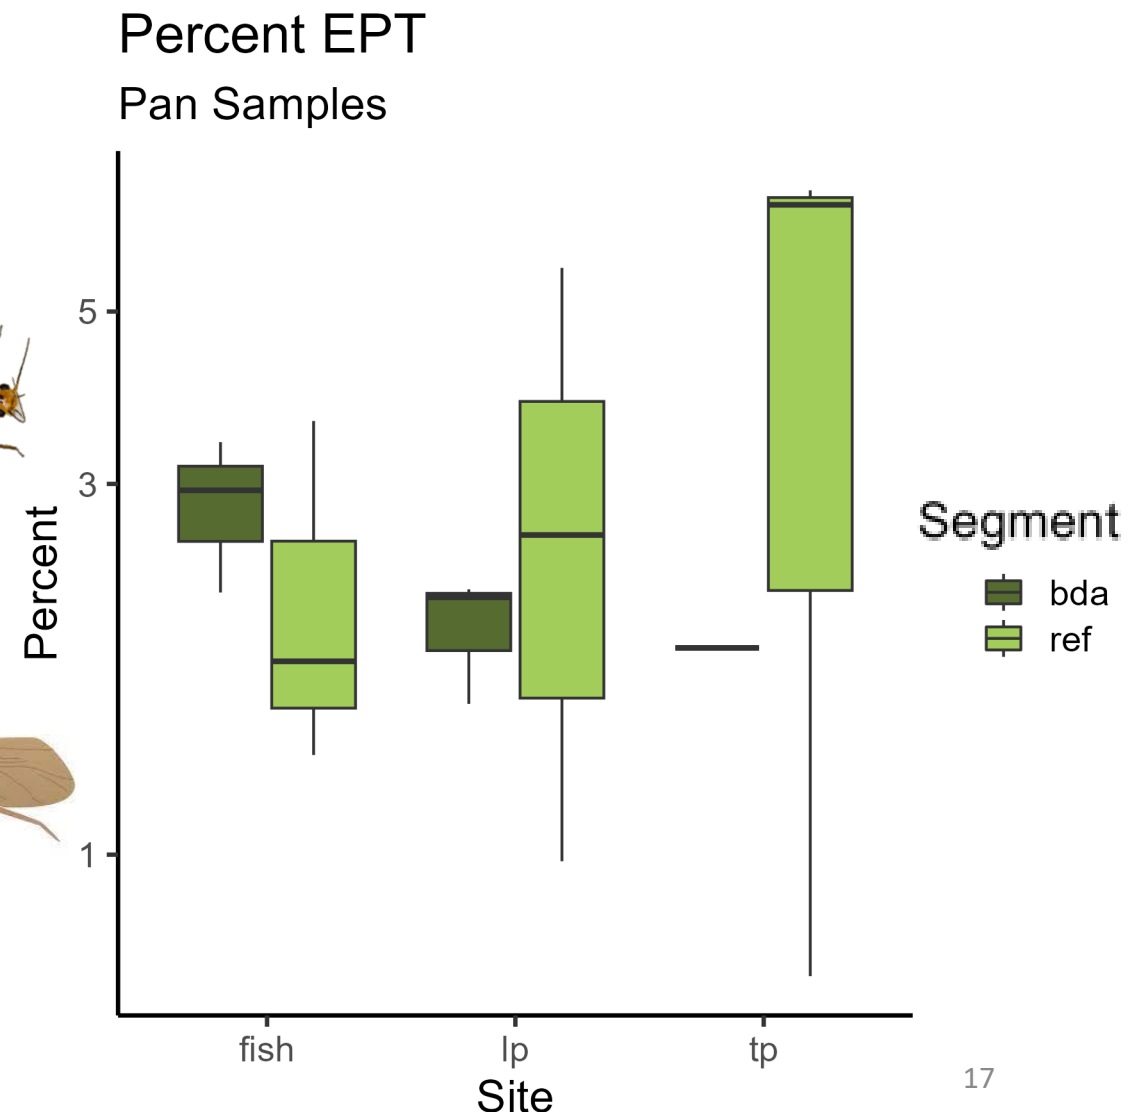 Percent EPT
Pan Samples
5
3
1
Percent
fish
lp
tp
Site
Segment
bda
ref
17